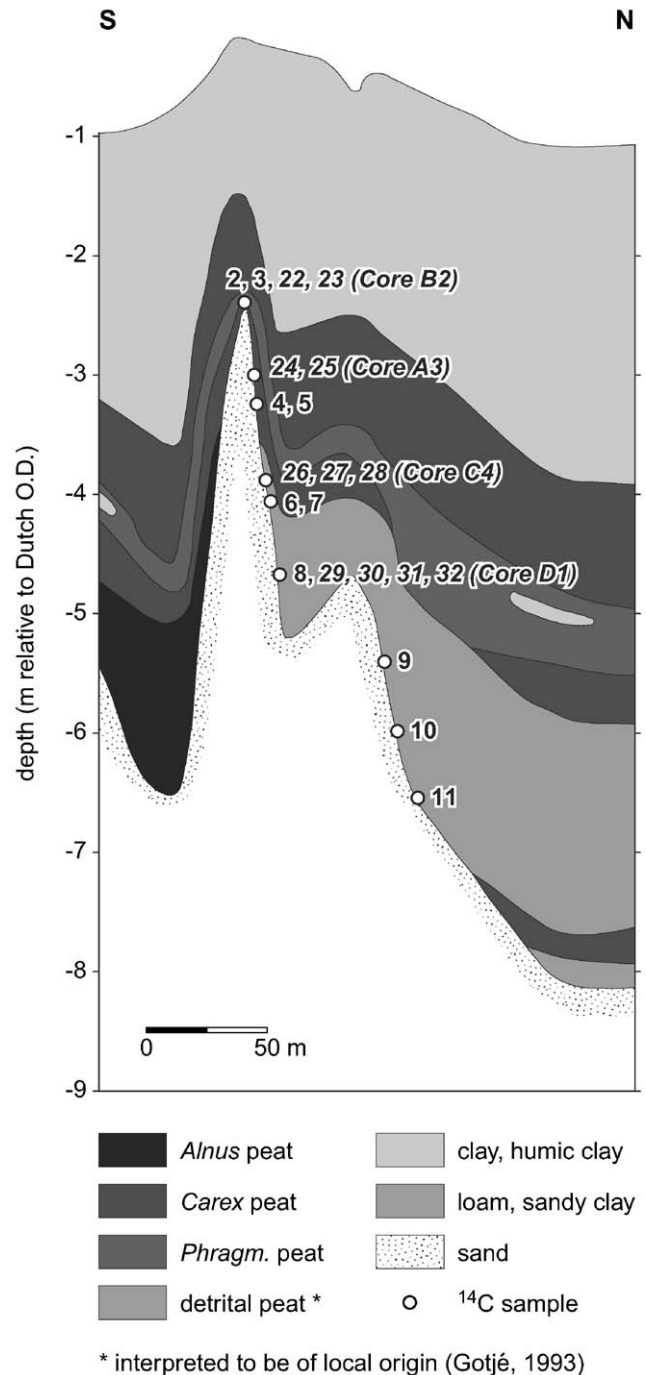 S
N
-1
-2
2, 3, 22, 23 (Core B2)
-3
24, 25 (Core A3)
4, 5
26, 27, 28 (Core C4)
-4
6, 7
8, 29, 30, 31, 32 (Core D1)
-5
9
-6
10
11
-7
-8
-9
depth (m relative to Dutch O.D.)
0 50 m
Alnus peat
clay, humic clay
Carex peat
loam, sandy clay
Phragm. peat
sand
detrital peat *
14C sample
* interpreted to be of local origin (Gotjé, 1993)